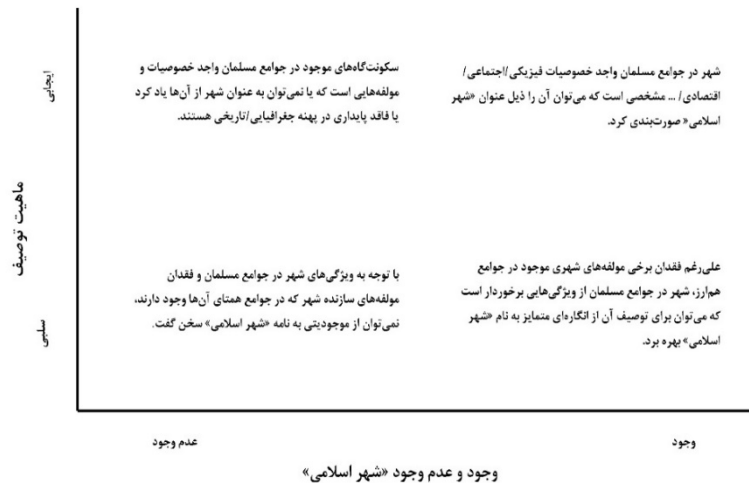 ایجابی
شهر در جوامع مسلمان واجد خصوصیات فیزیکی/اجتماعی/
اقتصادی/ ... مشخصی است که می‌توان آن را ذیل عنوان «شهر
اسلامی» صورت‌بندی کرد.
سکونت‌گاه‌های موجود در جوامع مسلمان واجد خصوصیات و
مولفه‌هایی است که یا نمی‌توان به عنوان شهر از آن‌ها یاد کرد
یا فاقد پایداری در پهنه جغرافیایی/تاریخی هستند.
ماهیت توصیف
سلبی
علی‌رغم فقدان برخی مولفه‌های شهری موجود در جوامع
هم‌ارز، شهر در جوامع مسلمان از ویژگی‌هایی برخوردار است
که می‌توان برای توصیف آن از انگاره‌ای متمایز به نام «شهر
اسلامی» بهره برد.
با توجه به ویژگی‌های شهر در جوامع مسلمان و فقدان
مولفه‌های سازنده شهر که در جوامع همتای آن‌ها وجود دارند،
نمی‌توان از موجودیتی به نامه «شهر اسلامی» سخن گفت.
وجود
عدم وجود
وجود و عدم وجود «شهر اسلامی»